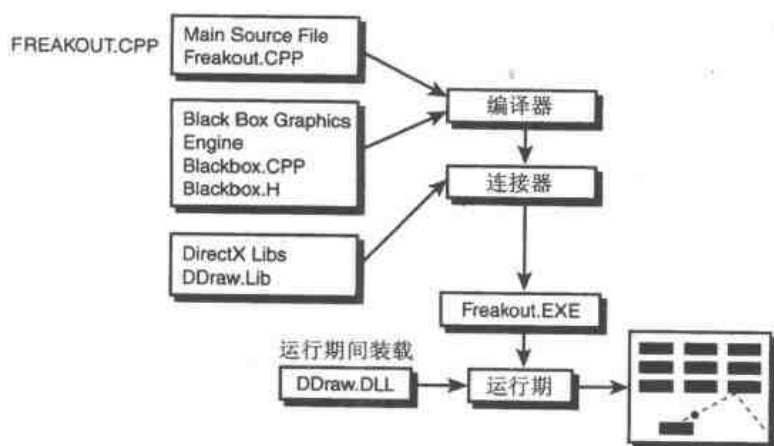 FREAKOUT.CPP
Main Source File
Freakout.CPP
编译器
Black Box Graphics
Engine
Blackbox.CPP
Blackbox.H
连接器
DirectX Libs
DDraw.Lib
Freakout.EXE
运行期间装载
DDraw.DLL
运行期